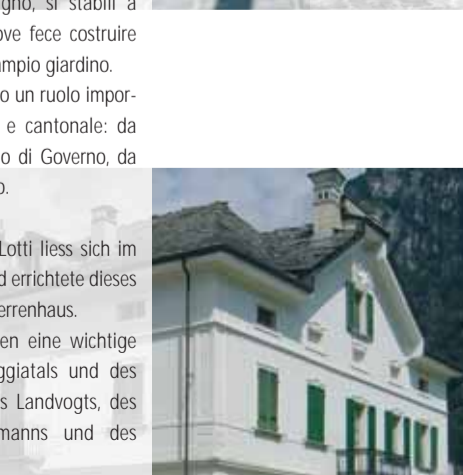 gno, si stabilì a
ove fece costruire
ampio giardino.
o un ruolo impor-
e cantonale: da
o di Governo, da
o.
Lotti liess sich im
d errichtete dieses
errenhaus.
en eine wichtige
ggiatals und des
s Landvogts, des
manns und des